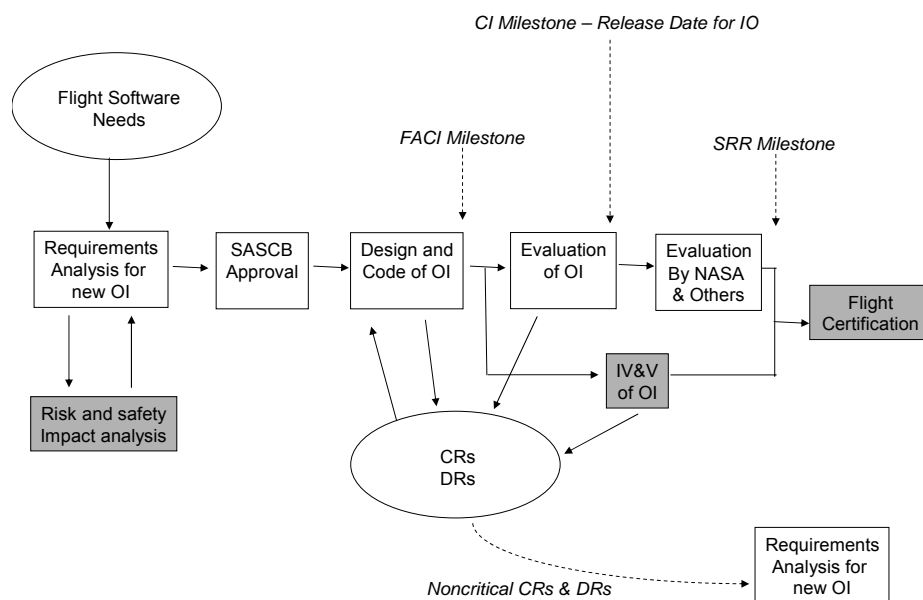 CI Milestone – Release Date for IO
Flight Software
Needs
FACI Milestone
SRR Milestone
Requirements
Analysis for
new OI
SASCB
Approval
Design and
Code of OI
Evaluation
of OI
Evaluation
By NASA
& Others
Flight
Certification
IV&V
of OI
Risk and safety
Impact analysis
CRs
DRs
Requirements
Analysis for
new OI
Noncritical CRs & DRs